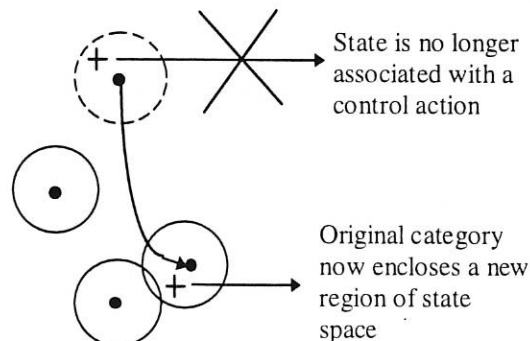 State is no longer
associated with a
control action
Original category
now encloses a new
region of state
space